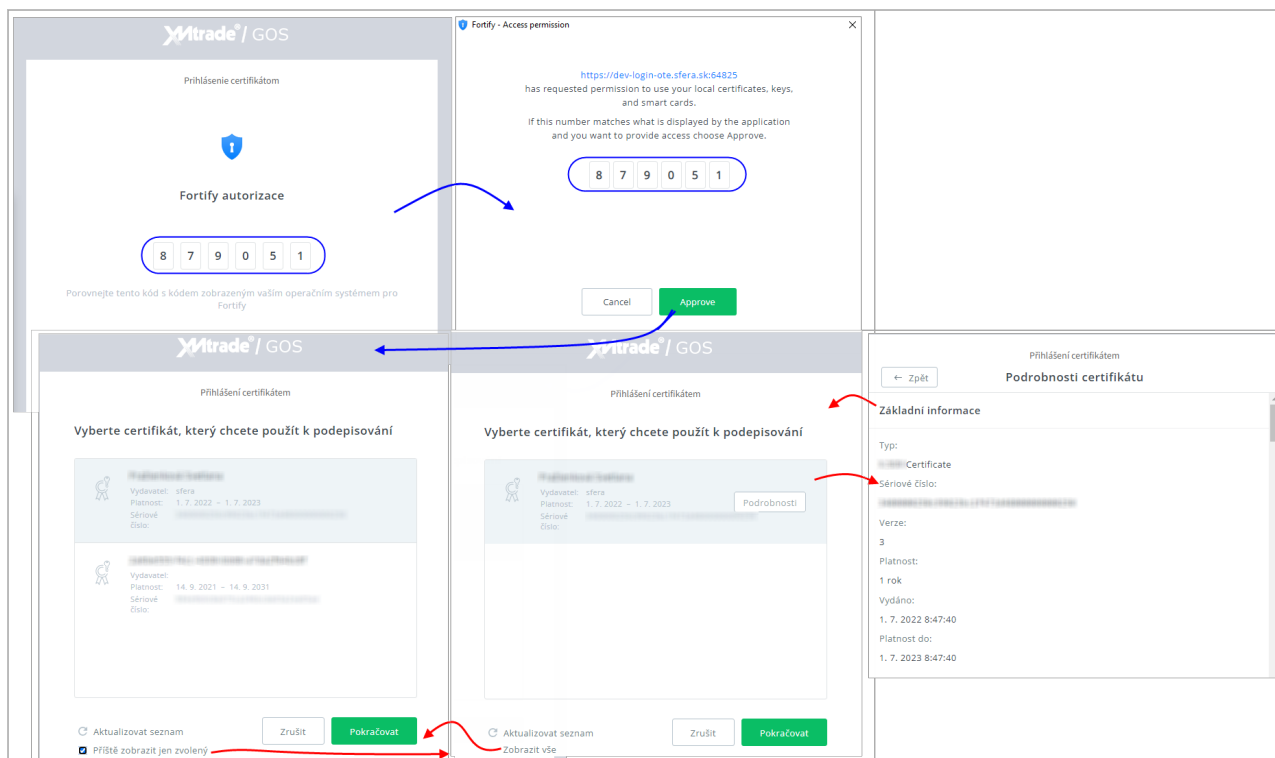 XMtrade®/ GOS
Prihlásenie certifikátom
Fortify autorizace
8 7 9 0 5 1
Porovnejte tento kód s kódem zobrazeným vaším operačním systémem pro
Fortify
Fortify - Access permission
https://dev-login-ote.sfera.sk:64825
has requested permission to use your local certificates, keys,
and smart cards.
If this number matches what is displayed by the application
and you want to provide access choose Approve.
8 7 9 0 5 1
Cancel
Approve
XMtrade®/ GOS
Přihlášení certifikátem
Vyberte certifikát, který chcete použít k podepisování
Vydavatel: sfera
Platnost: 1. 7. 2022 – 1. 7. 2023
Sériové
číslo:
Vydavatel:
Platnost: 14. 9. 2021 – 14. 9. 2031
Sériové
číslo:
Aktualizovat seznam
Zrušit
Pokračovat
Příště zobrazit jen zvolený
XMtrade®/ GOS
Přihlášení certifikátem
Vyberte certifikát, který chcete použít k podepisování
Vydavatel: sfera
Platnost: 1. 7. 2022 – 1. 7. 2023
Podrobnosti
Sériové
číslo:
Aktualizovat seznam
Zrušit
Pokračovat
Zobrazit vše
Přihlášení certifikátem
← Zpět
Podrobnosti certifikátu
Základní informace
Typ:
Certificate
Sériové číslo:
Verze:
3
Platnost:
1 rok
Vydáno:
1. 7. 2022 8:47:40
Platnost do:
1. 7. 2023 8:47:40